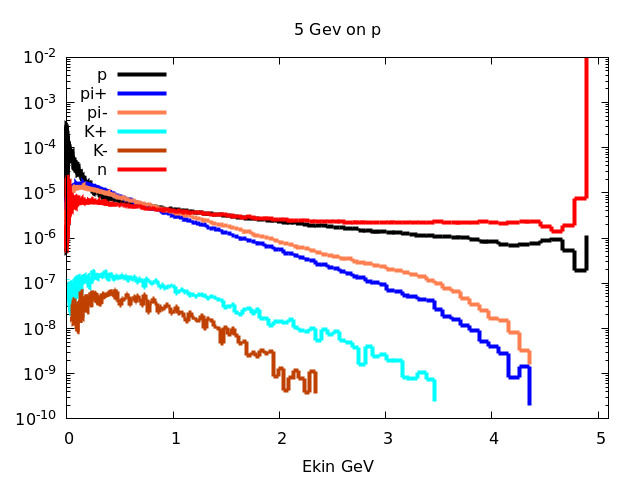 5 Gev on p
10-2
10-3
10-4
10-5
10-6
10-7
10-8
10-9
10-10
p
pi+
pi-
K+
K-
n
0 1 2 3 4 5
Ekin GeV